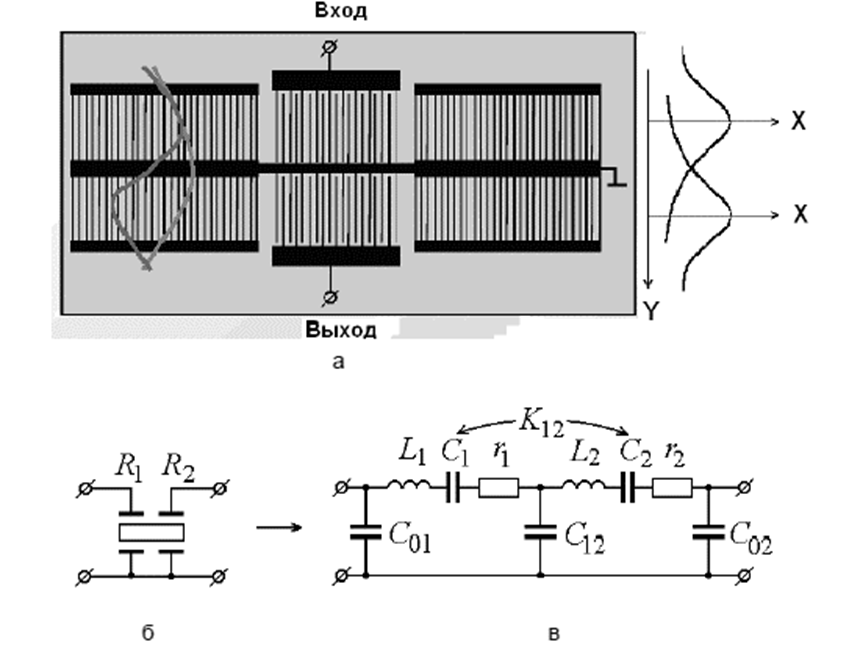 Вход
X
X
Y
Выход
а
K12
R1 R2
L1 C1 r1 L2 C2 r2
C01 C12 C02
б в